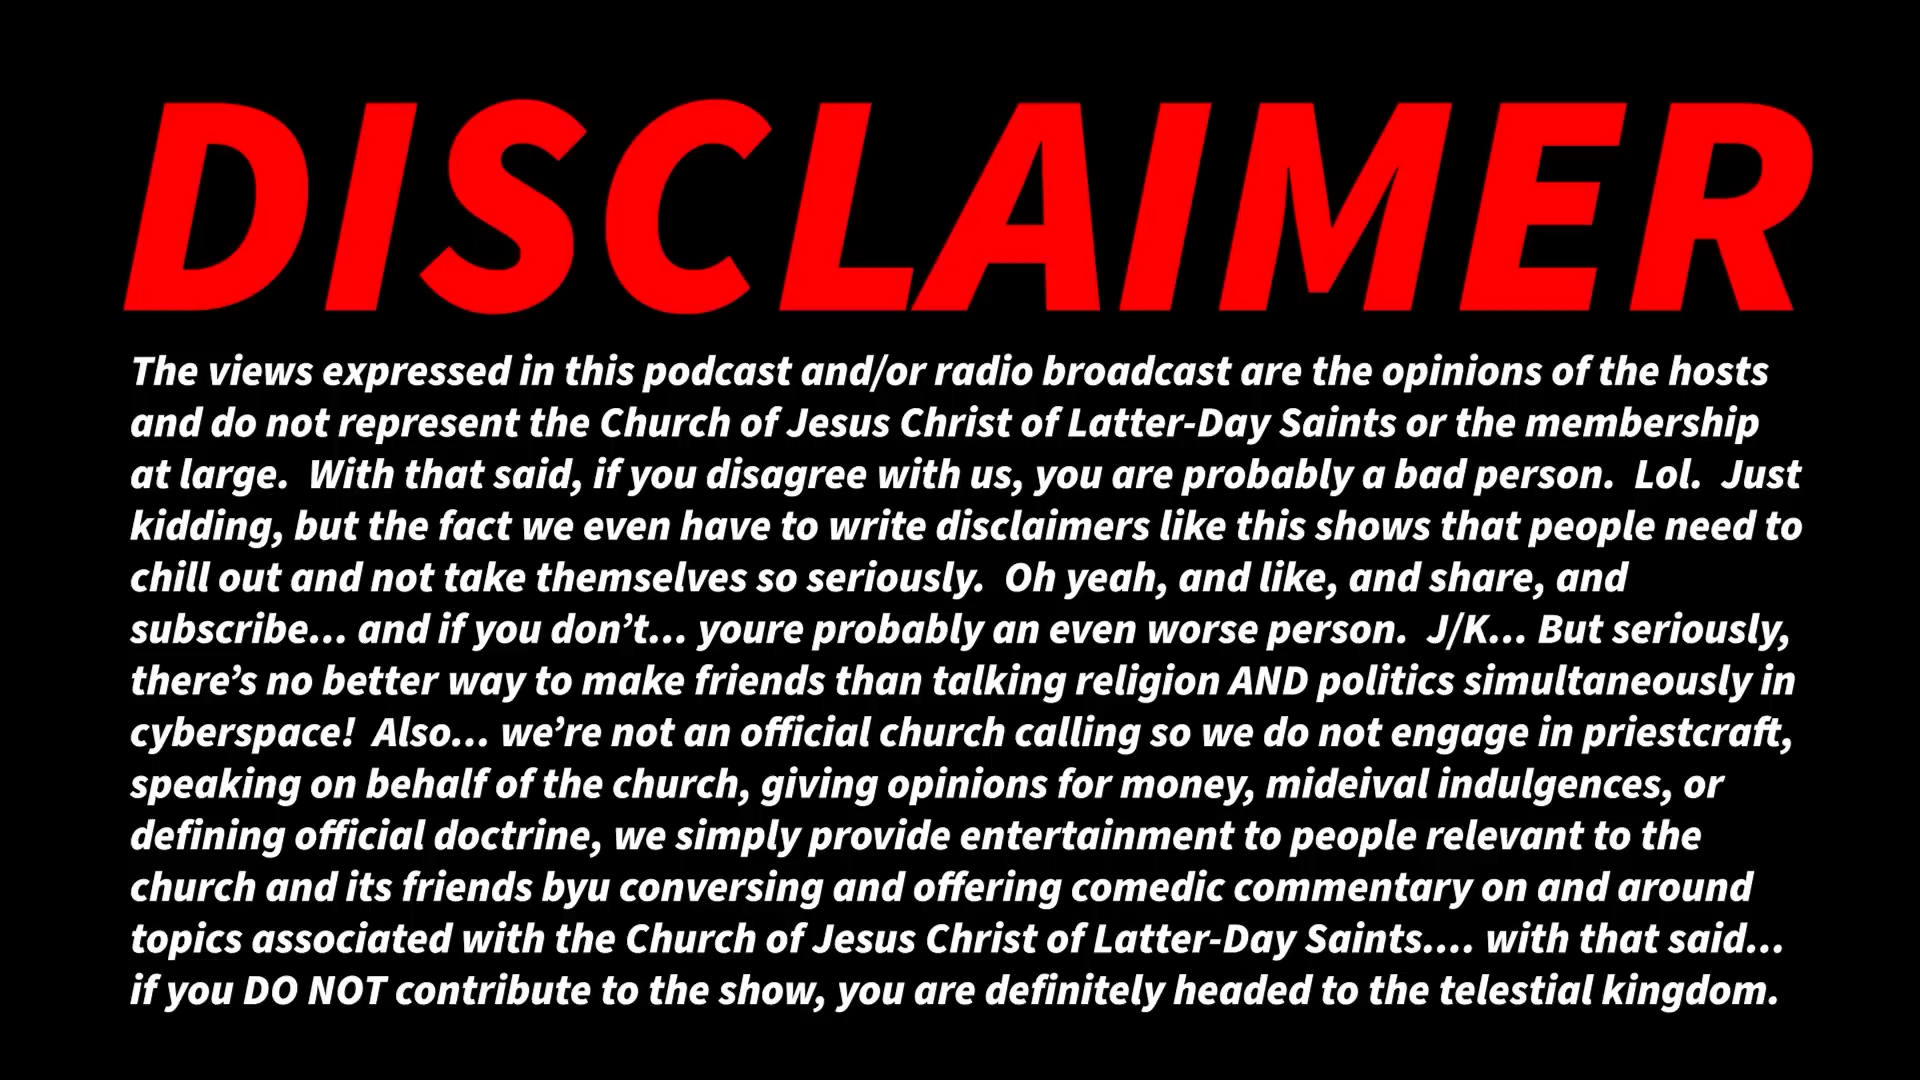 DISCLAIMER
The views expressed in this podcast and/or radio broadcast are the opinions of the hosts
and do not represent the Church of Jesus Christ of Latter-Day Saints or the membership
at large.  With that said, if you disagree with us, you are probably a bad person.  Lol.  Just
kidding, but the fact we even have to write disclaimers like this shows that people need to
chill out and not take themselves so seriously.  Oh yeah, and like, and share, and
subscribe... and if you don’t... youre probably an even worse person.  J/K... But seriously,
there’s no better way to make friends than talking religion AND politics simultaneously in
cyberspace!  Also... we’re not an official church calling so we do not engage in priestcraft,
speaking on behalf of the church, giving opinions for money, mideival indulgences, or
defining official doctrine, we simply provide entertainment to people relevant to the
church and its friends byu conversing and offering comedic commentary on and around
topics associated with the Church of Jesus Christ of Latter-Day Saints.... with that said...
if you DO NOT contribute to the show, you are definitely headed to the telestial kingdom.